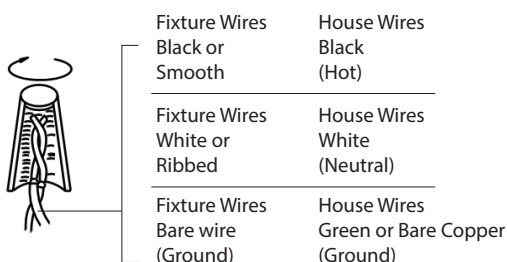 Fixture Wires House Wires
Black or Black
Smooth (Hot)
Fixture Wires House Wires
White or White
Ribbed (Neutral)
Fixture Wires House Wires
Bare wire Green or Bare Copper
(Ground) (Ground)